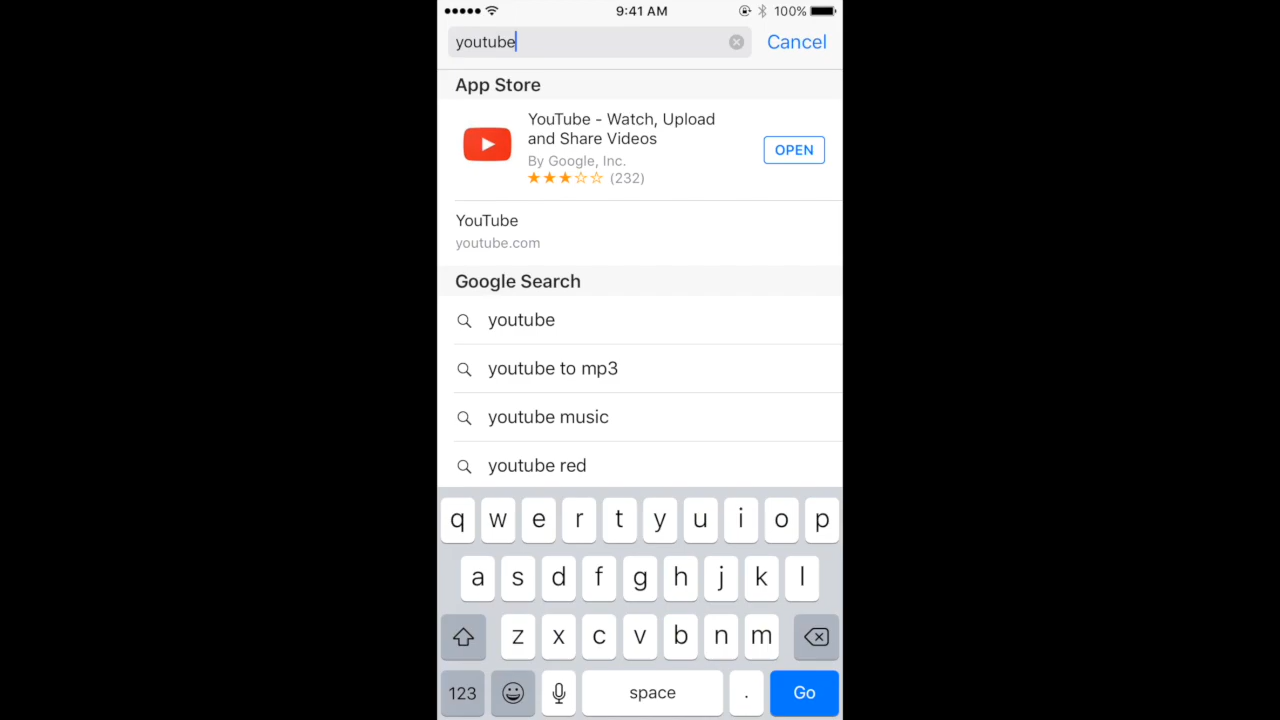 9:41 AM 100%
youtube Cancel
App Store
YouTube - Watch, Upload
and Share Videos
By Google, Inc.
★★★☆☆ (232)
OPEN
YouTube
youtube.com
Google Search
youtube
youtube to mp3
youtube music
youtube red
q w e r t y u i o p
a s d f g h j k l
z x c v b n m
123 space . Go